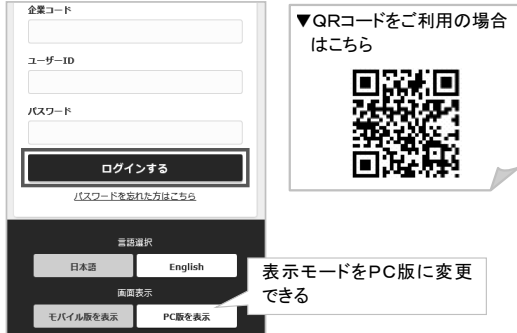 企業コード
ユーザーID
パスワード
ログインする
パスワードを忘れた方はこちら
言語選択
日本語 English
画面表示
モバイル版を表示 PC版を表示
▼QRコードをご利用の場合
はこちら
表示モードをPC版に変更
できる